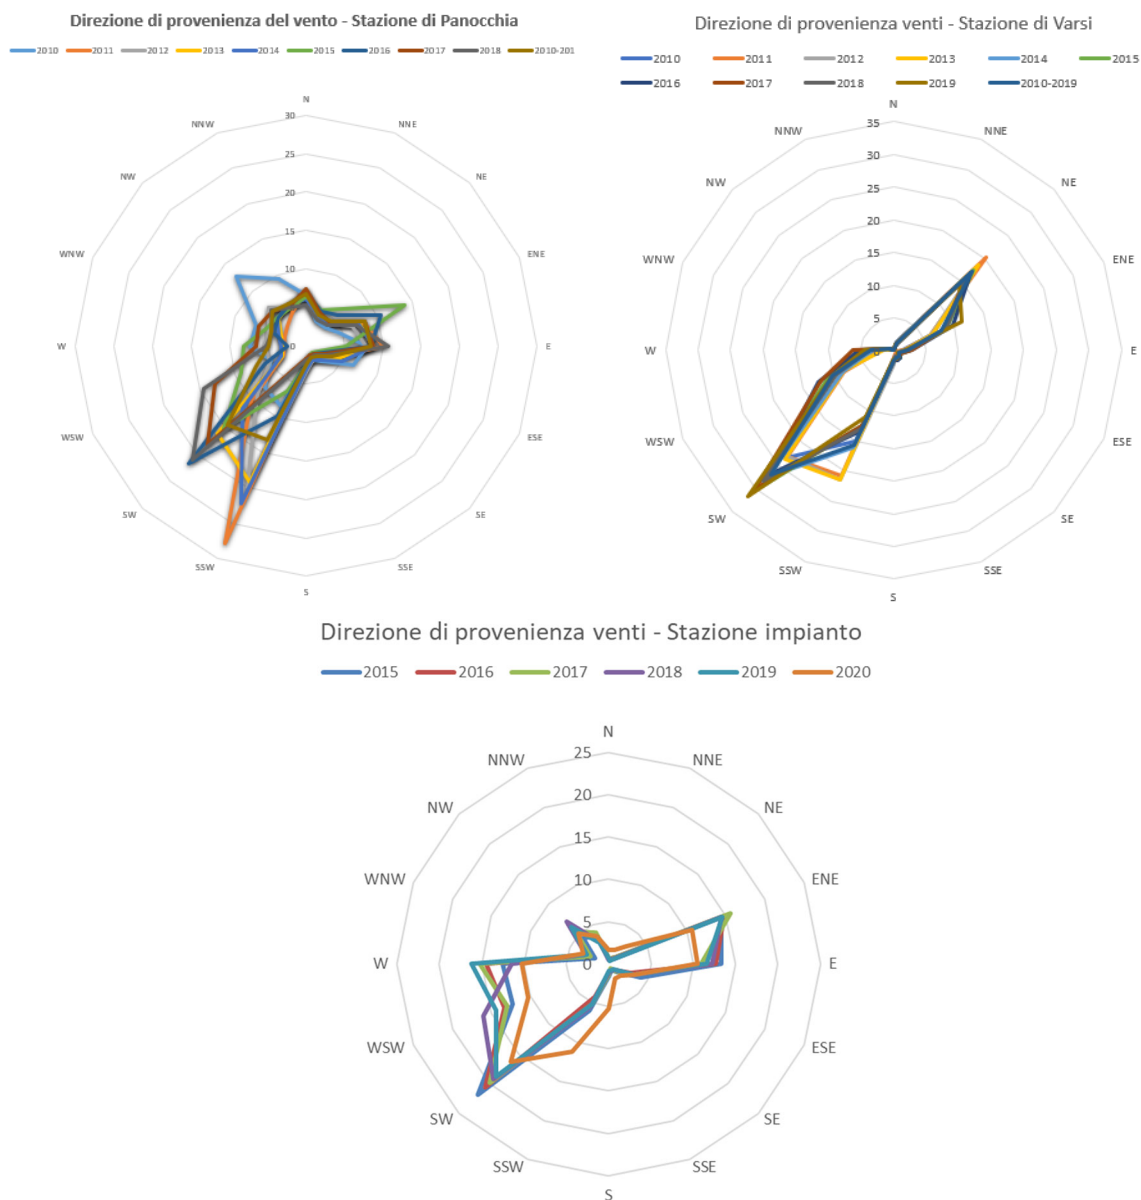 Direzione di provenienza del vento - Stazione di Panocchia
2010 2011 2012 2013 2014 2015 2016 2017 2018 2010-201
N
NNE
NE
ENE
E
ESE
SE
SSE
S
SSW
SW
WSW
W
WNW
NW
NNW
30
25
20
15
10
0
Direzione di provenienza venti - Stazione di Varsi
2010 2011 2012 2013 2014 2015
2016 2017 2018 2019 2010-2019
N
NNE
NE
ENE
E
ESE
SE
SSE
S
SSW
SW
WSW
W
WNW
NW
NNW
35
30
25
20
15
10
5
Direzione di provenienza venti - Stazione impianto
2015 2016 2017 2018 2019 2020
N
NNE
NE
ENE
E
ESE
SE
SSE
S
SSW
SW
WSW
W
WNW
NW
NNW
25
20
15
10
5
0